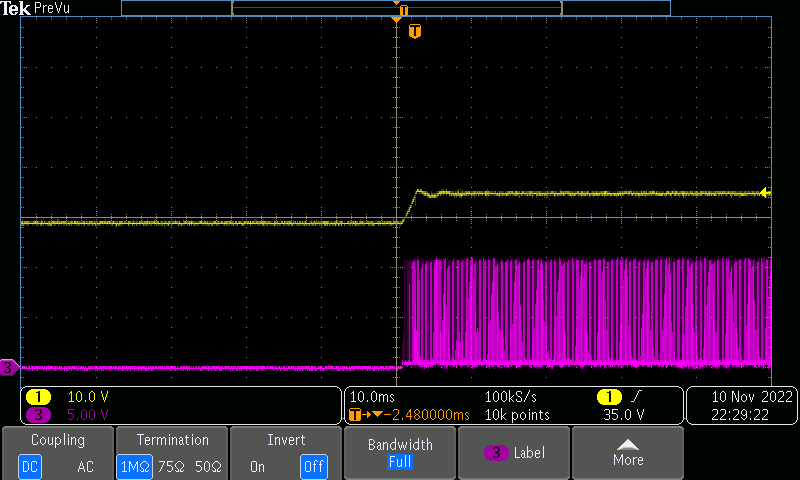 Tek PreVu
T
T
3
1 10.0 V
3 5.00 V
10.0ms 100kS/s 1
T→▼−2.480000ms 10k points 35.0 V
10 Nov 2022
22:29:22
Coupling
DC AC
Termination
1MΩ 75Ω 50Ω
Invert
On Off
Bandwidth
Full
3 Label
More